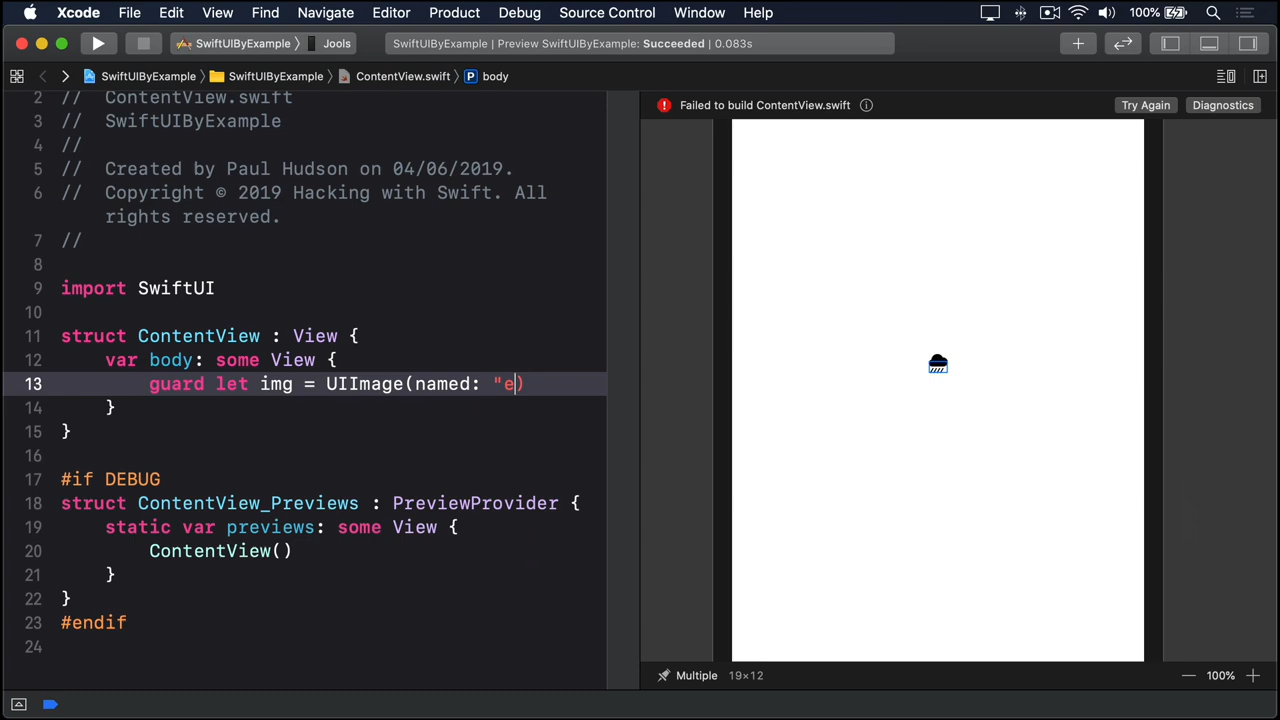 Xcode File Edit View Find Navigate Editor Product Debug Source Control Window Help 100%
SwiftUIByExample Jools SwiftUIByExample | Preview SwiftUIByExample: Succeeded | 0.083s
SwiftUIByExample SwiftUIByExample ContentView.swift P body
Failed to build ContentView.swift Try Again Diagnostics
2 // ContentView.swift
3 // SwiftUIByExample
4 //
5 // Created by Paul Hudson on 04/06/2019.
6 // Copyright © 2019 Hacking with Swift. All
rights reserved.
7 //
8
9 import SwiftUI
10
11 struct ContentView : View {
12 var body: some View {
13 guard let img = UIImage(named: "e)
14 }
15 }
16
17 #if DEBUG
18 struct ContentView_Previews : PreviewProvider {
19 static var previews: some View {
20 ContentView()
21 }
22 }
23 #endif
24
Multiple 19×12 100%